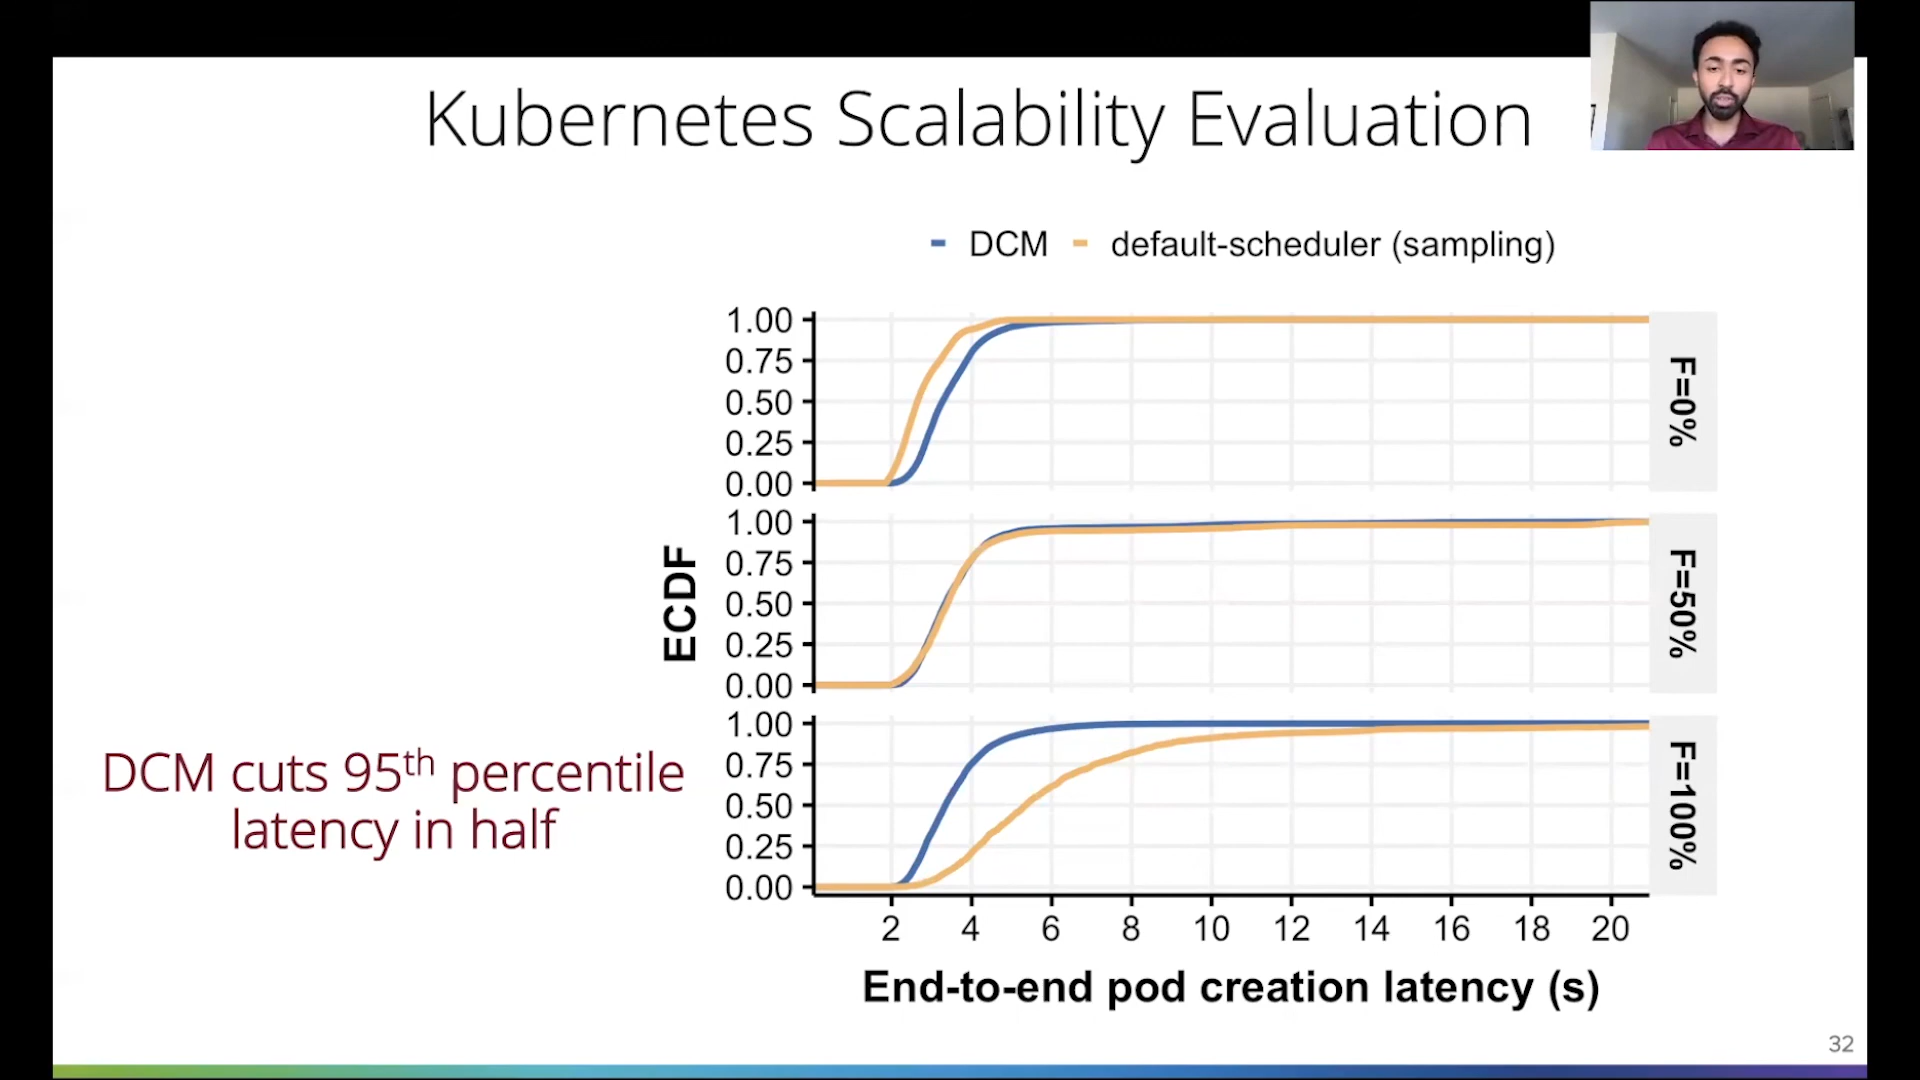 Kubernetes Scalability Evaluation
DCM default-scheduler (sampling)
1.00
0.75
0.50
0.25
0.00
F=0%
1.00
0.75
0.50
0.25
0.00
F=50%
ECDF
1.00
0.75
0.50
0.25
0.00
F=100%
DCM cuts 95th percentile
latency in half
2 4 6 8 10 12 14 16 18 20
End-to-end pod creation latency (s)
32